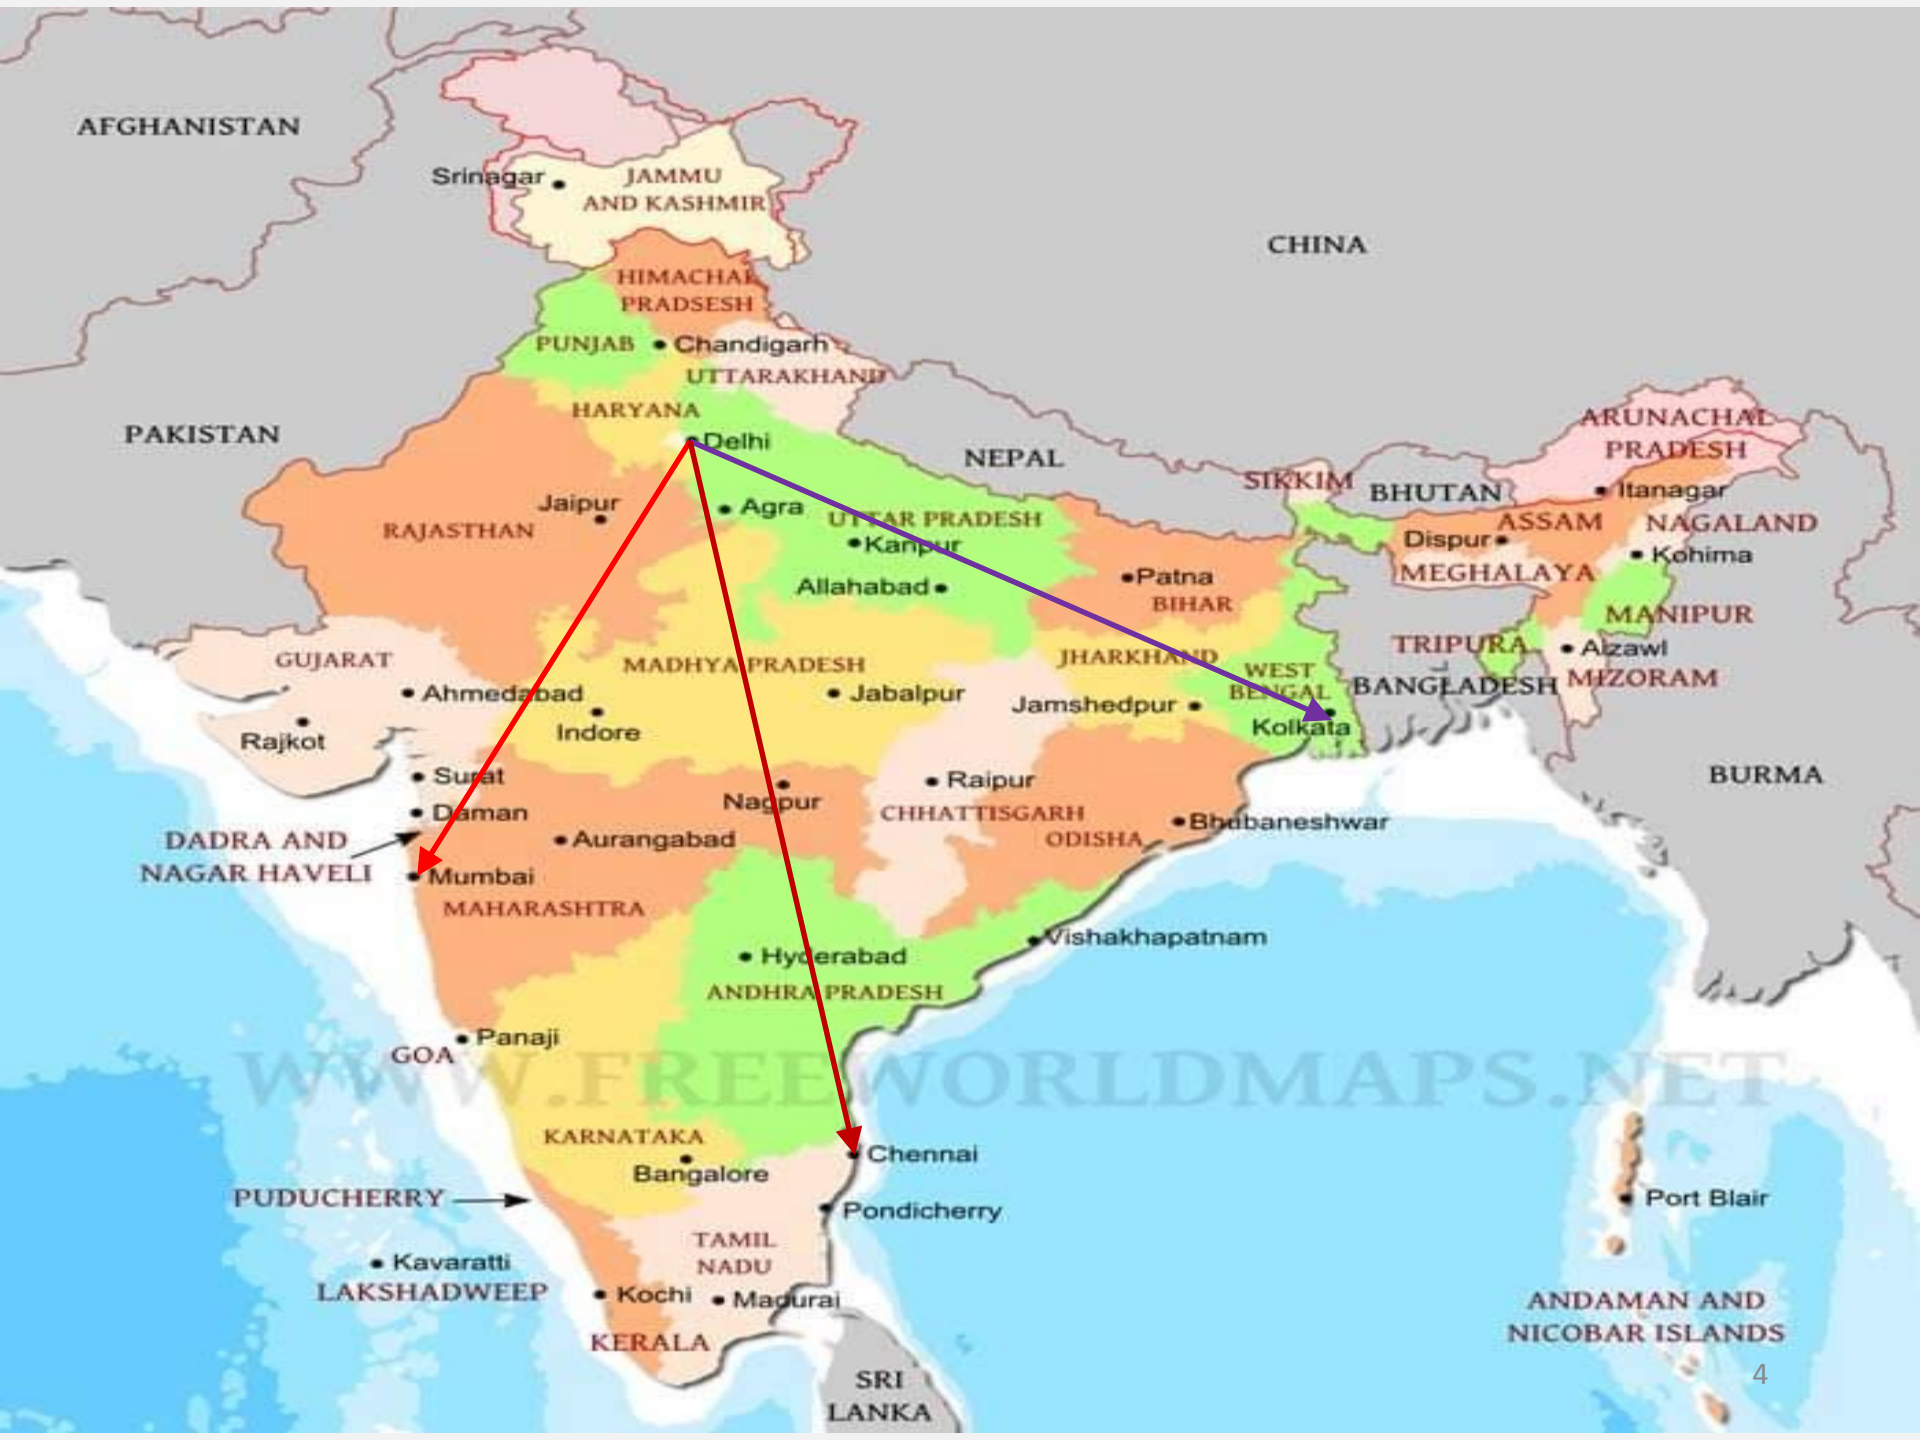 AFGHANISTAN
Srinagar
JAMMU
AND KASHMIR
CHINA
HIMACHAL
PRADSESH
PUNJAB
Chandigarh
UTTARAKHAND
HARYANA
PAKISTAN
Delhi
NEPAL
ARUNACHAL
PRADESH
SIKKIM
BHUTAN
Itanagar
Jaipur
Agra
RAJASTHAN
UTTAR PRADESH
ASSAM
NAGALAND
Kanpur
Dispur
Kohima
MEGHALAYA
Allahabad
Patna
BIHAR
MANIPUR
TRIPURA
Aizawl
GUJARAT
MADHYA PRADESH
JHARKHAND
WEST
BENGAL
BANGLADESH
MIZORAM
Ahmedabad
Jabalpur
Jamshedpur
Kolkata
Indore
Rajkot
Surat
Raipur
BURMA
Nagpur
Daman
CHHATTISGARH
Bhubaneshwar
DADRA AND
NAGAR HAVELI
Aurangabad
ODISHA
Mumbai
MAHARASHTRA
Vishakhapatnam
Hyderabad
ANDHRA PRADESH
Panaji
GOA
WWW.FREEWORLDMAPS.NET
KARNATAKA
Chennai
Bangalore
PUDUCHERRY
Port Blair
Pondicherry
TAMIL
NADU
Kavaratti
LAKSHADWEEP
Kochi
Madurai
ANDAMAN AND
NICOBAR ISLANDS
KERALA
SRI
LANKA
4